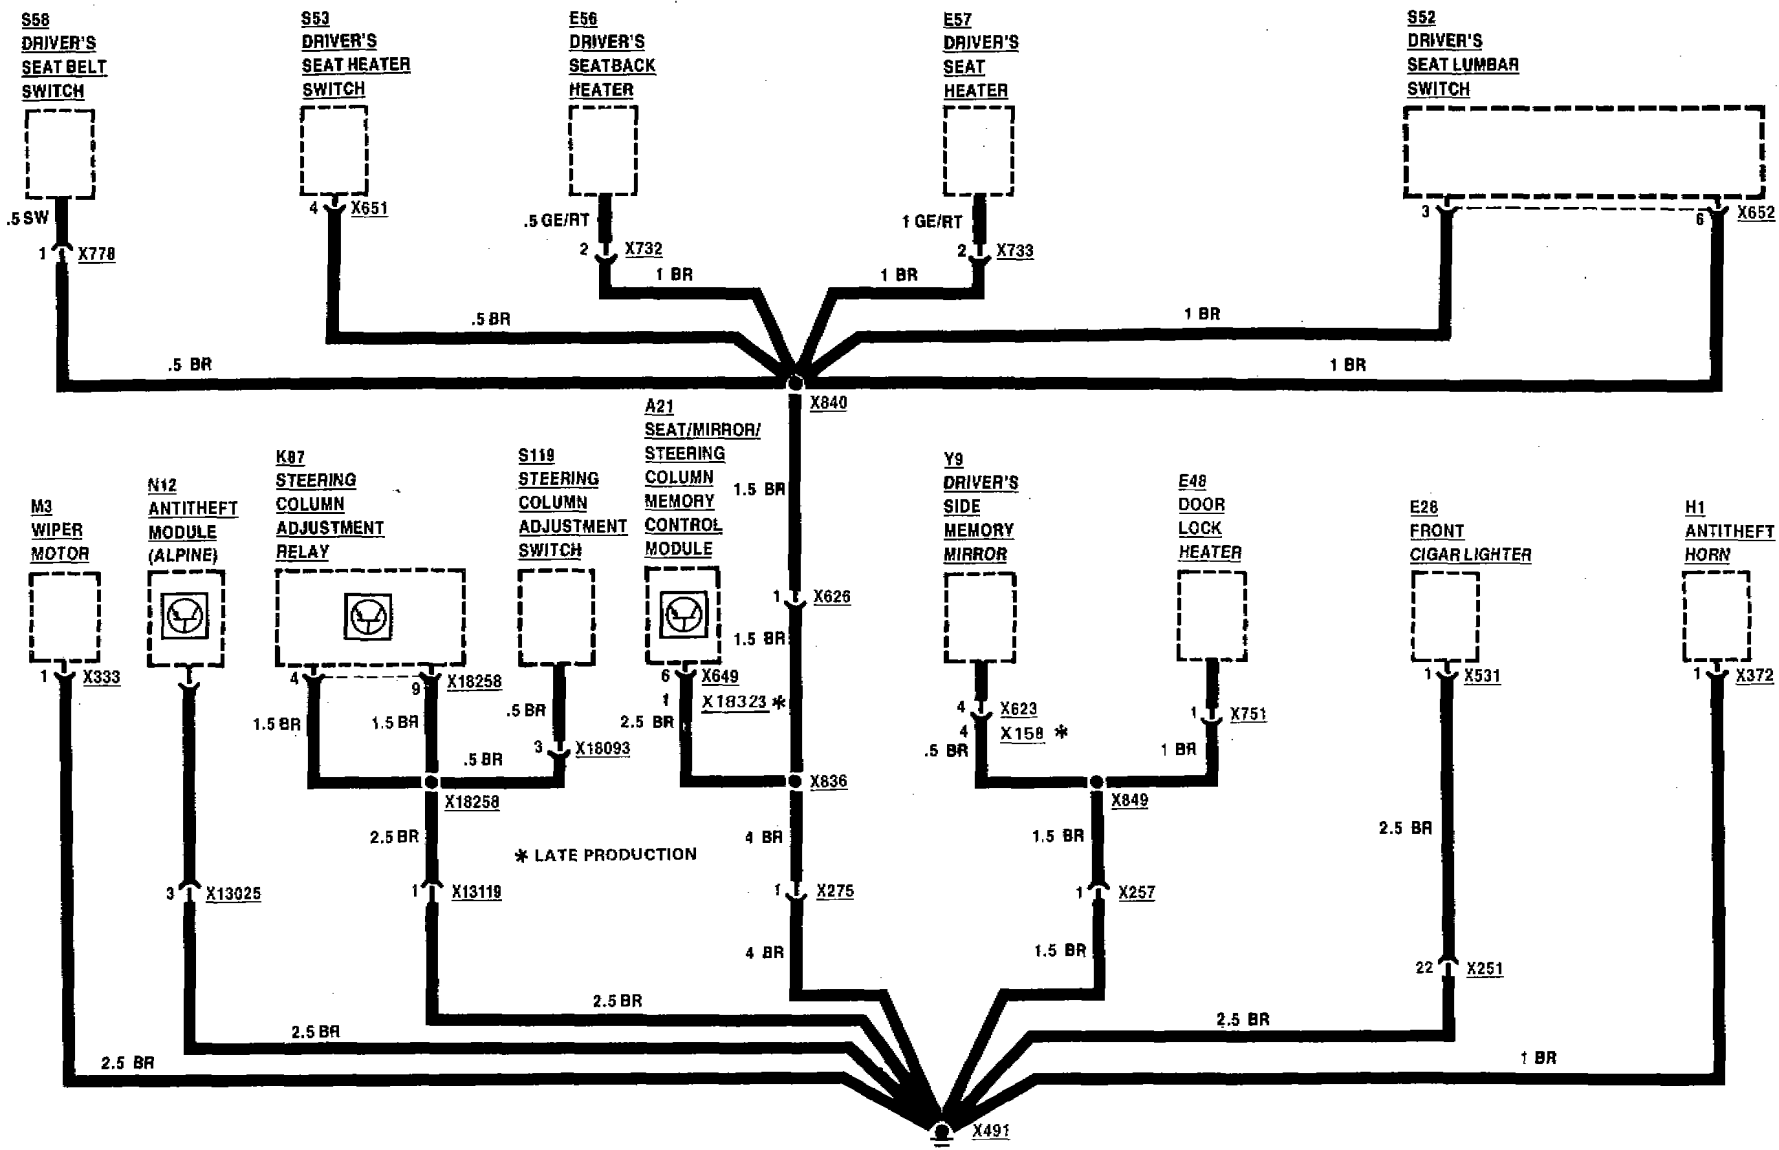 S58
DRIVER'S
SEAT BELT
SWITCH
S53
DRIVER'S
SEAT HEATER
SWITCH
E56
DRIVER'S
SEATBACK
HEATER
E57
DRIVER'S
SEAT
HEATER
S52
DRIVER'S
SEAT LUMBAR
SWITCH
.5 SW
1 X778
4 X651
.5 GE/RT
2 X732
1 BR
1 GE/RT
2 X733
1 BR
3
6 X652
.5 BR
1 BR
.5 BR
1 BR
X840
M3
WIPER
MOTOR
N12
ANTITHEFT
MODULE
(ALPINE)
K87
STEERING
COLUMN
ADJUSTMENT
RELAY
S119
STEERING
COLUMN
ADJUSTMENT
SWITCH
A21
SEAT/MIRROR/
STEERING
COLUMN
MEMORY
CONTROL
MODULE
1.5 BR
Y9
DRIVER'S
SIDE
MEMORY
MIRROR
E48
DOOR
LOCK
HEATER
E28
FRONT
CIGAR LIGHTER
H1
ANTITHEFT
HORN
1 X626
1.5 BR
1 X333
4
9 X18258
1.5 BR
1.5 BR
.5 BR
3 X18093
.5 BR
X18258
6 X649
1 X18323 *
2.5 BR
X836
4 X623
4 X158 *
.5 BR
1 X751
1 BR
X849
1 X531
1 X372
2.5 BR
* LATE PRODUCTION
4 BR
1.5 BR
2.5 BR
3 X13025
1 X13119
1 X275
1 X257
4 BR
1.5 BR
22 X251
2.5 BR
2.5 BR
2.5 BR
2.5 BR
1 BR
X491